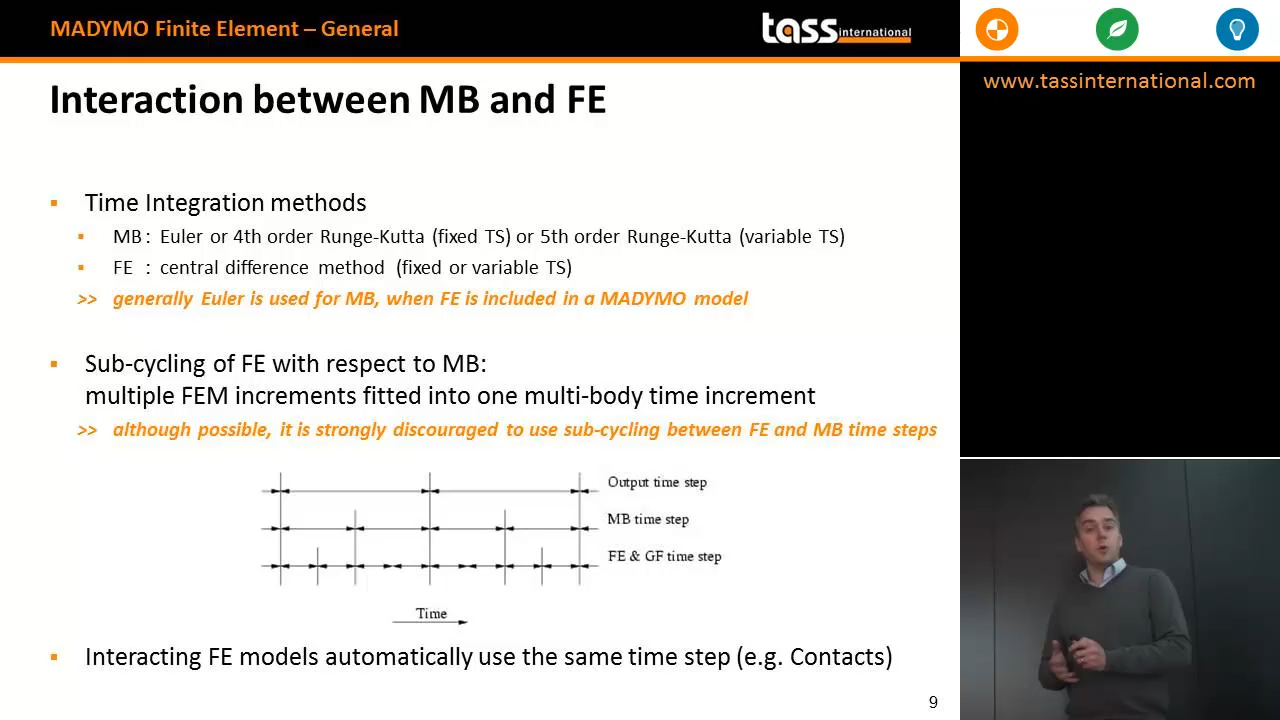 MADYMO Finite Element – General
tass international
www.tassinternational.com
Interaction between MB and FE
Time Integration methods
MB : Euler or 4th order Runge-Kutta (fixed TS) or 5th order Runge-Kutta (variable TS)
FE : central difference method (fixed or variable TS)
>> generally Euler is used for MB, when FE is included in a MADYMO model
Sub-cycling of FE with respect to MB:
multiple FEM increments fitted into one multi-body time increment
>> although possible, it is strongly discouraged to use sub-cycling between FE and MB time steps
Output time step
MB time step
FE & GF time step
Time
Interacting FE models automatically use the same time step (e.g. Contacts)
9